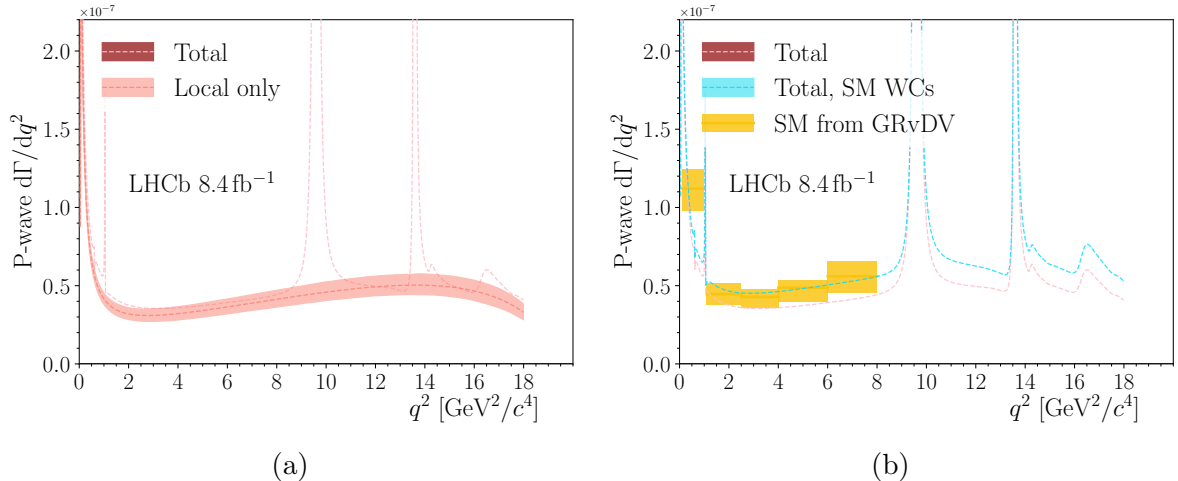 ×10⁻⁷
2.0
1.5
1.0
0.5
0.0
P-wave dΓ/dq²
Total
Local only
LHCb 8.4 fb⁻¹
0 2 4 6 8 10 12 14 16 18
q² [GeV²/c⁴]
(a)
×10⁻⁷
2.0
1.5
1.0
0.5
0.0
P-wave dΓ/dq²
Total
Total, SM WCs
SM from GRvDV
LHCb 8.4 fb⁻¹
0 2 4 6 8 10 12 14 16 18
q² [GeV²/c⁴]
(b)